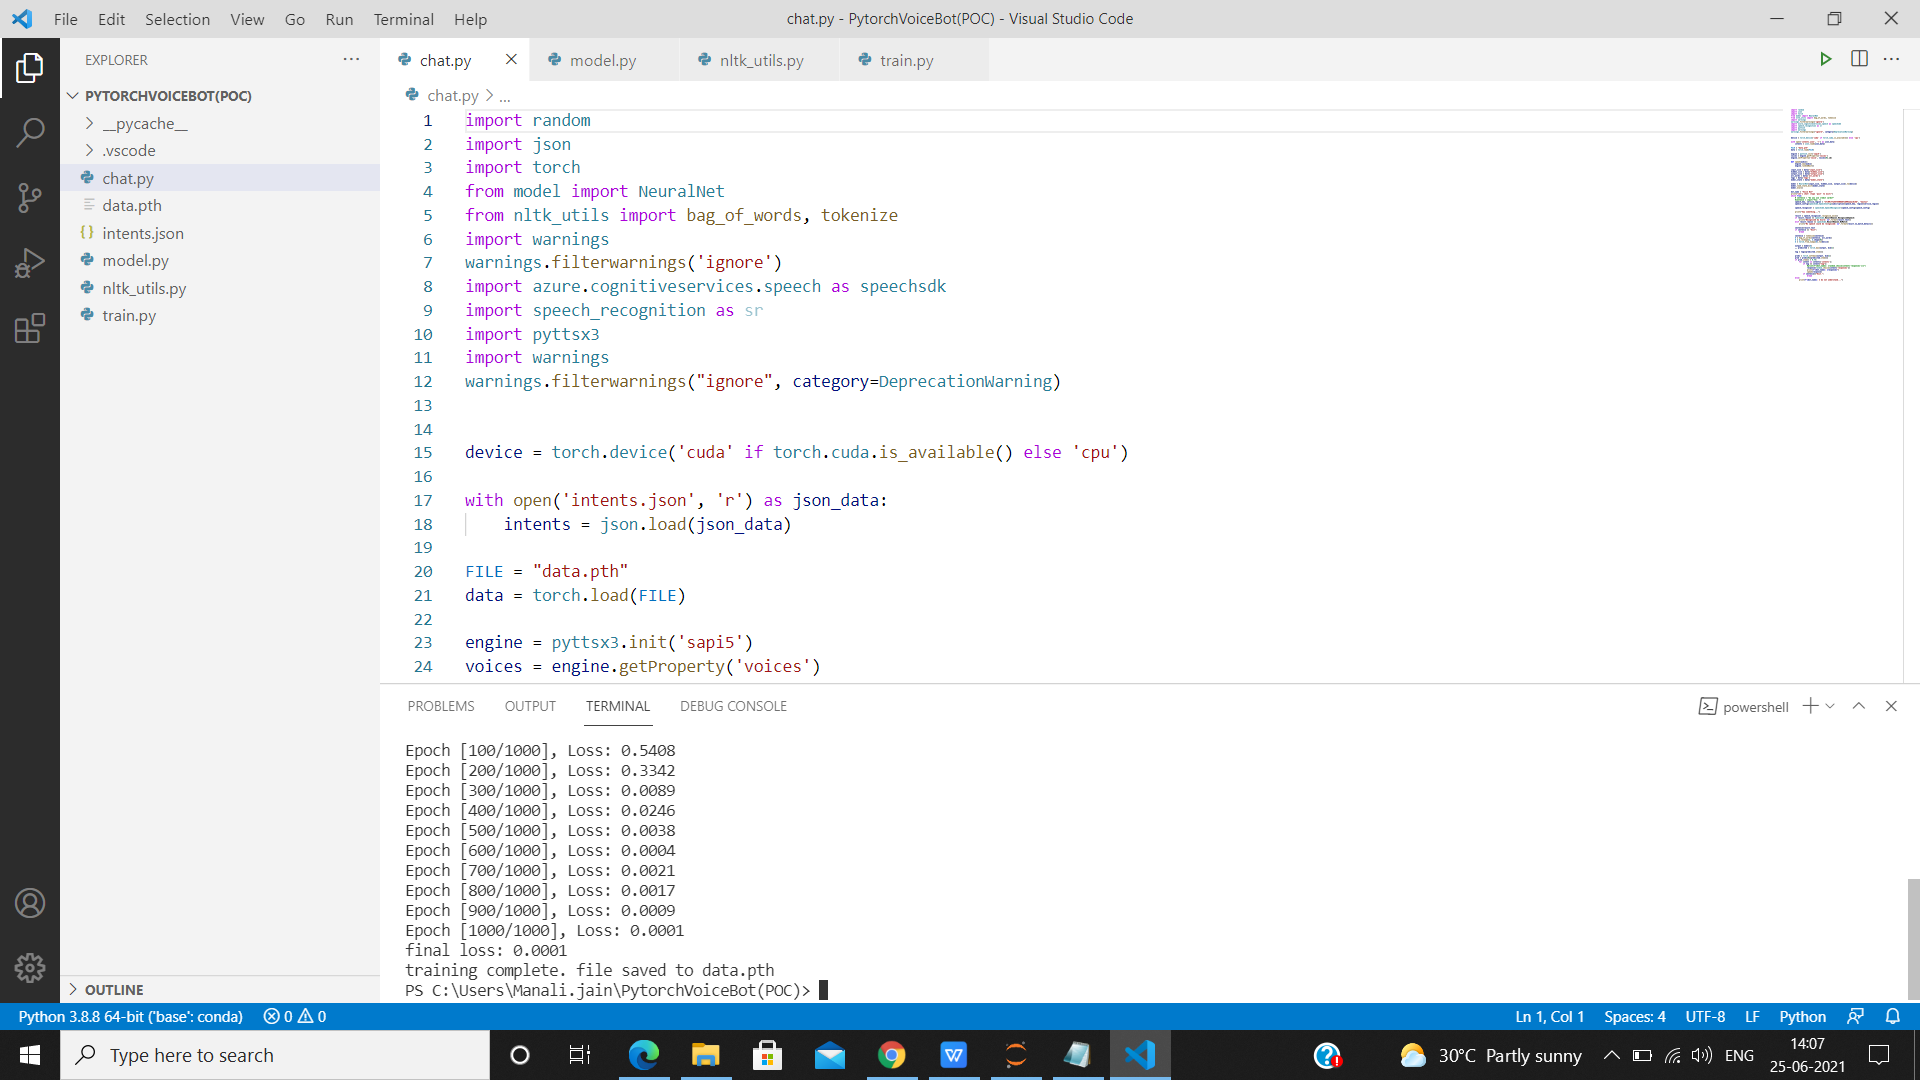 File Edit Selection View Go Run Terminal Help
chat.py - PytorchVoiceBot(POC) - Visual Studio Code
EXPLORER
PYTORCHVOICEBOT(POC)
__pycache__
.vscode
chat.py
data.pth
intents.json
model.py
nltk_utils.py
train.py
OUTLINE
chat.py model.py nltk_utils.py train.py
chat.py > ...
1 import random
2 import json
3 import torch
4 from model import NeuralNet
5 from nltk_utils import bag_of_words, tokenize
6 import warnings
7 warnings.filterwarnings('ignore')
8 import azure.cognitiveservices.speech as speechsdk
9 import speech_recognition as sr
10 import pyttsx3
11 import warnings
12 warnings.filterwarnings("ignore", category=DeprecationWarning)
13
14
15 device = torch.device('cuda' if torch.cuda.is_available() else 'cpu')
16
17 with open('intents.json', 'r') as json_data:
18     intents = json.load(json_data)
19
20 FILE = "data.pth"
21 data = torch.load(FILE)
22
23 engine = pyttsx3.init('sapi5')
24 voices = engine.getProperty('voices')
PROBLEMS OUTPUT TERMINAL DEBUG CONSOLE
powershell
Epoch [100/1000], Loss: 0.5408
Epoch [200/1000], Loss: 0.3342
Epoch [300/1000], Loss: 0.0089
Epoch [400/1000], Loss: 0.0246
Epoch [500/1000], Loss: 0.0038
Epoch [600/1000], Loss: 0.0004
Epoch [700/1000], Loss: 0.0021
Epoch [800/1000], Loss: 0.0017
Epoch [900/1000], Loss: 0.0009
Epoch [1000/1000], Loss: 0.0001
final loss: 0.0001
training complete. file saved to data.pth
PS C:\Users\Manali.jain\PytorchVoiceBot(POC)>
Python 3.8.8 64-bit ('base': conda) 0 0
Ln 1, Col 1 Spaces: 4 UTF-8 LF Python
Type here to search
30°C Partly sunny
ENG
14:07
25-06-2021